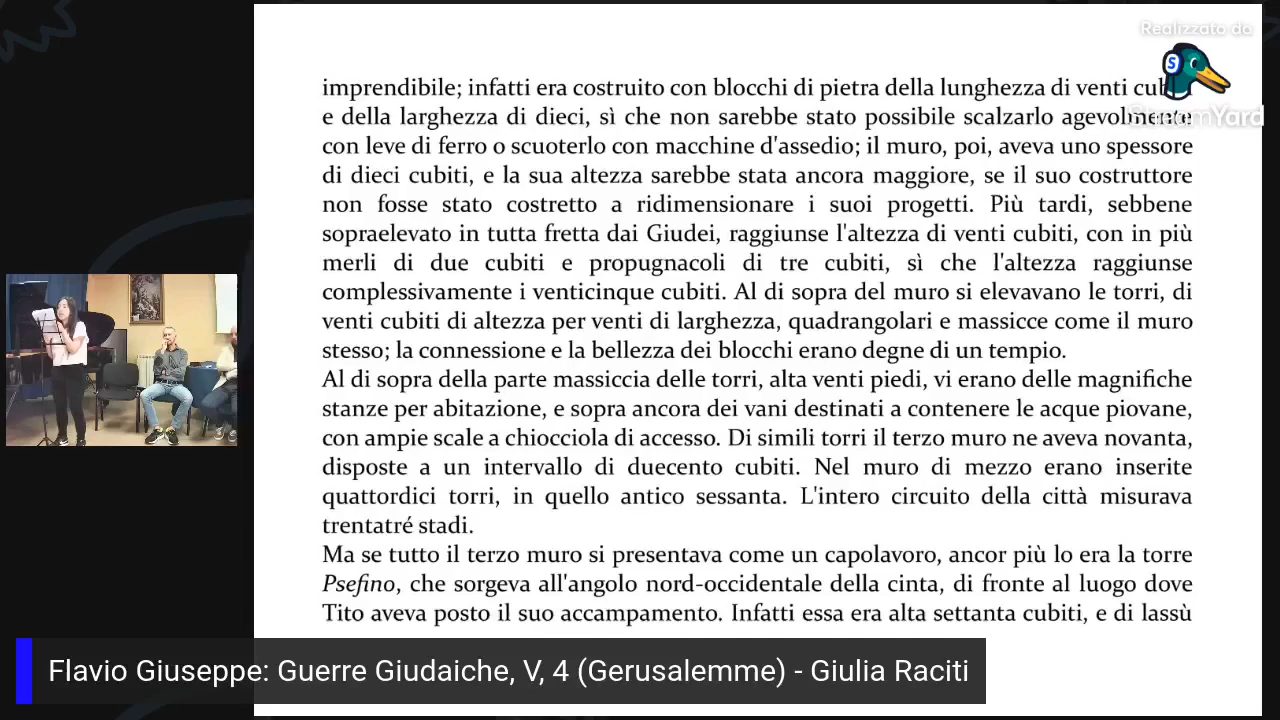 Realizzato da
StreamYard
imprendibile; infatti era costruito con blocchi di pietra della lunghezza di venti
e della larghezza di dieci, sì che non sarebbe stato possibile scalzarlo agevolmente
con leve di ferro o scuoterlo con macchine d'assedio; il muro, poi, aveva uno spessore
di dieci cubiti, e la sua altezza sarebbe stata ancora maggiore, se il suo costruttore
non fosse stato costretto a ridimensionare i suoi progetti. Più tardi, sebbene
sopraelevato in tutta fretta dai Giudei, raggiunse l'altezza di venti cubiti, con in più
merli di due cubiti e propugnacoli di tre cubiti, sì che l'altezza raggiunse
complessivamente i venticinque cubiti. Al di sopra del muro si elevavano le torri, di
venti cubiti di altezza per venti di larghezza, quadrangolari e massicce come il muro
stesso; la connessione e la bellezza dei blocchi erano degne di un tempio.
Al di sopra della parte massiccia delle torri, alta venti piedi, vi erano delle magnifiche
stanze per abitazione, e sopra ancora dei vani destinati a contenere le acque piovane,
con ampie scale a chiocciola di accesso. Di simili torri il terzo muro ne aveva novanta,
disposte a un intervallo di duecento cubiti. Nel muro di mezzo erano inserite
quattordici torri, in quello antico sessanta. L'intero circuito della città misurava
trentatré stadi.
Ma se tutto il terzo muro si presentava come un capolavoro, ancor più lo era la torre
Psefino, che sorgeva all'angolo nord-occidentale della cinta, di fronte al luogo dove
Tito aveva posto il suo accampamento. Infatti essa era alta settanta cubiti, e di lassù
Flavio Giuseppe: Guerre Giudaiche, V, 4 (Gerusalemme) - Giulia Raciti